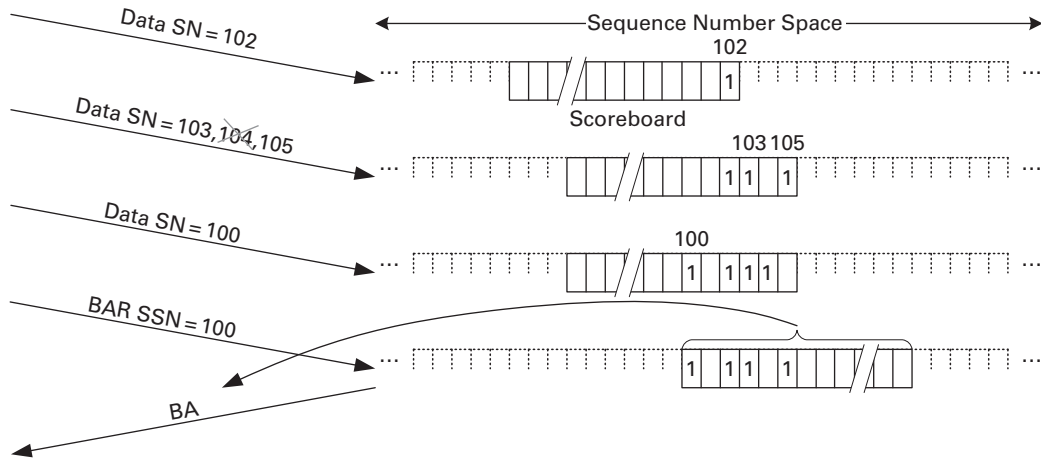 Sequence Number Space
Data SN = 102
102
...
...
1
Scoreboard
Data SN = 103,104,105
103 105
...
...
1 1 1
Data SN = 100
100
...
...
1 1 1 1
BAR SSN = 100
...
...
1 1 1 1
BA